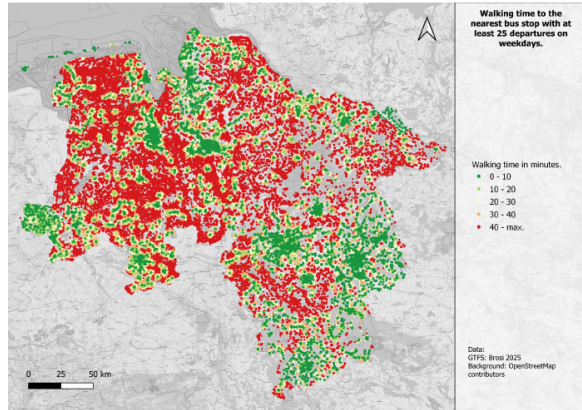 Walking time to the
nearest bus stop with at
least 25 departures on
weekdays.
Walking time in minutes.
0 - 10
10 - 20
20 - 30
30 - 40
40 - max.
Data:
GTFS: Brosi 2025
Background: OpenStreetMap
contributors
0 25 50 km